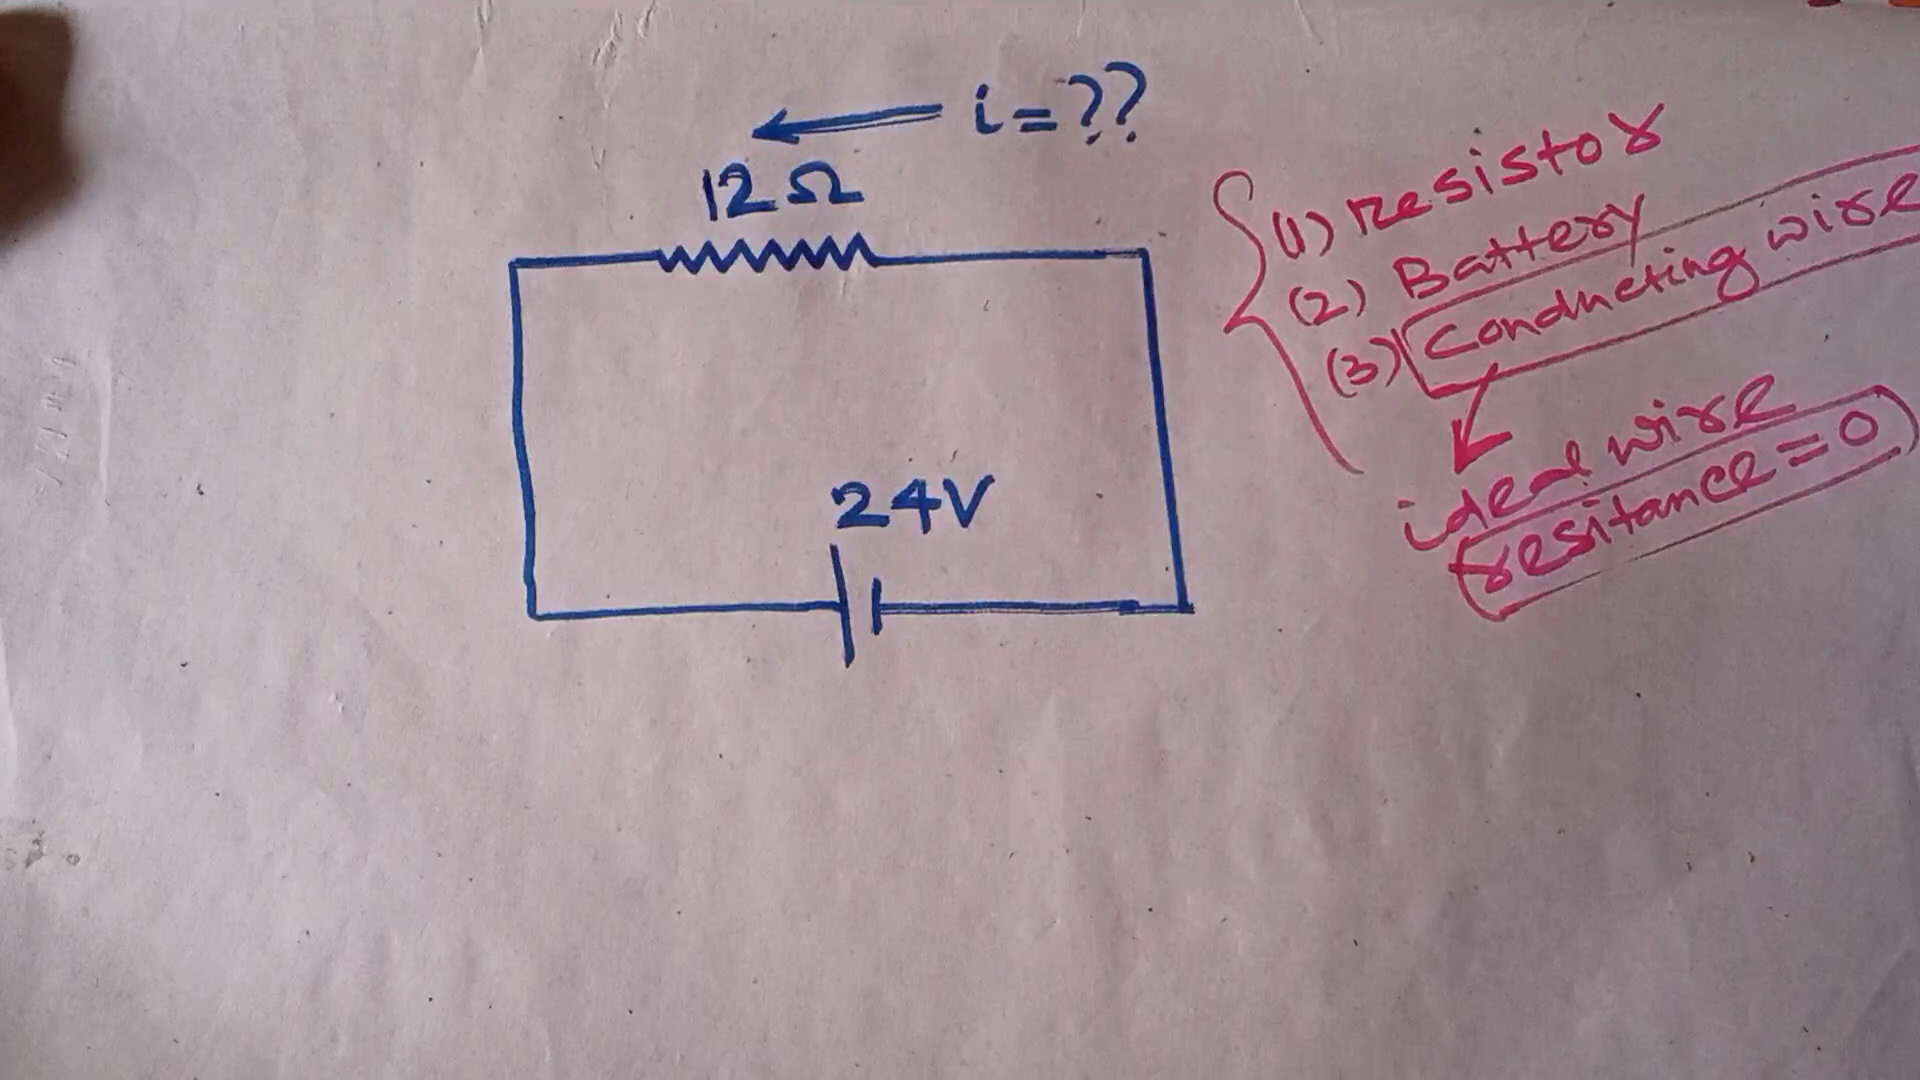 i = ??
12Ω
24V
(1) Resistor
(2) Battery
(3) Conducting wire
ideal wire
resitance = 0